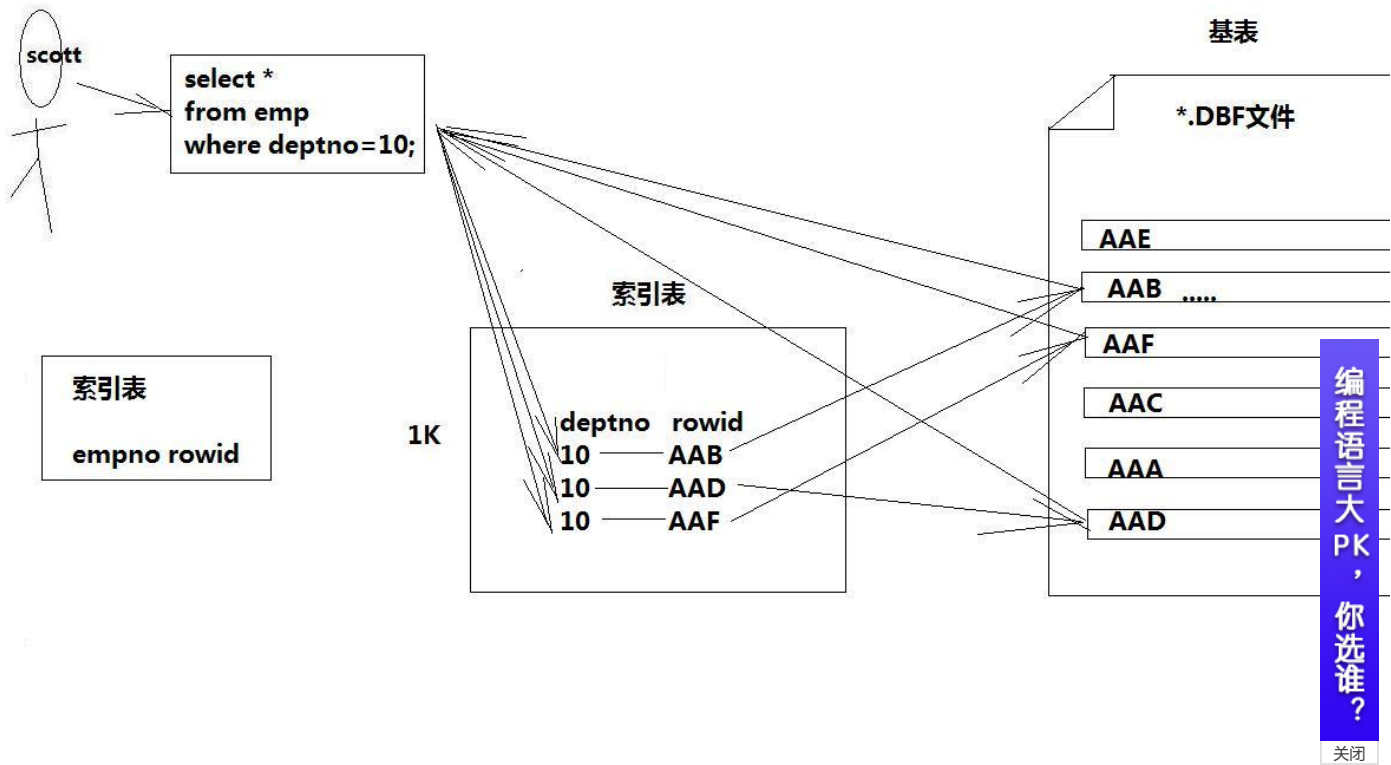 scott
select *
from emp
where deptno=10;
基表
*.DBF文件
AAE
AAB .....
AAF
AAC
AAA
AAD
索引表
deptno rowid
10 AAB
10 AAD
10 AAF
1K
索引表
empno rowid
编程语言大PK，你选谁？
关闭